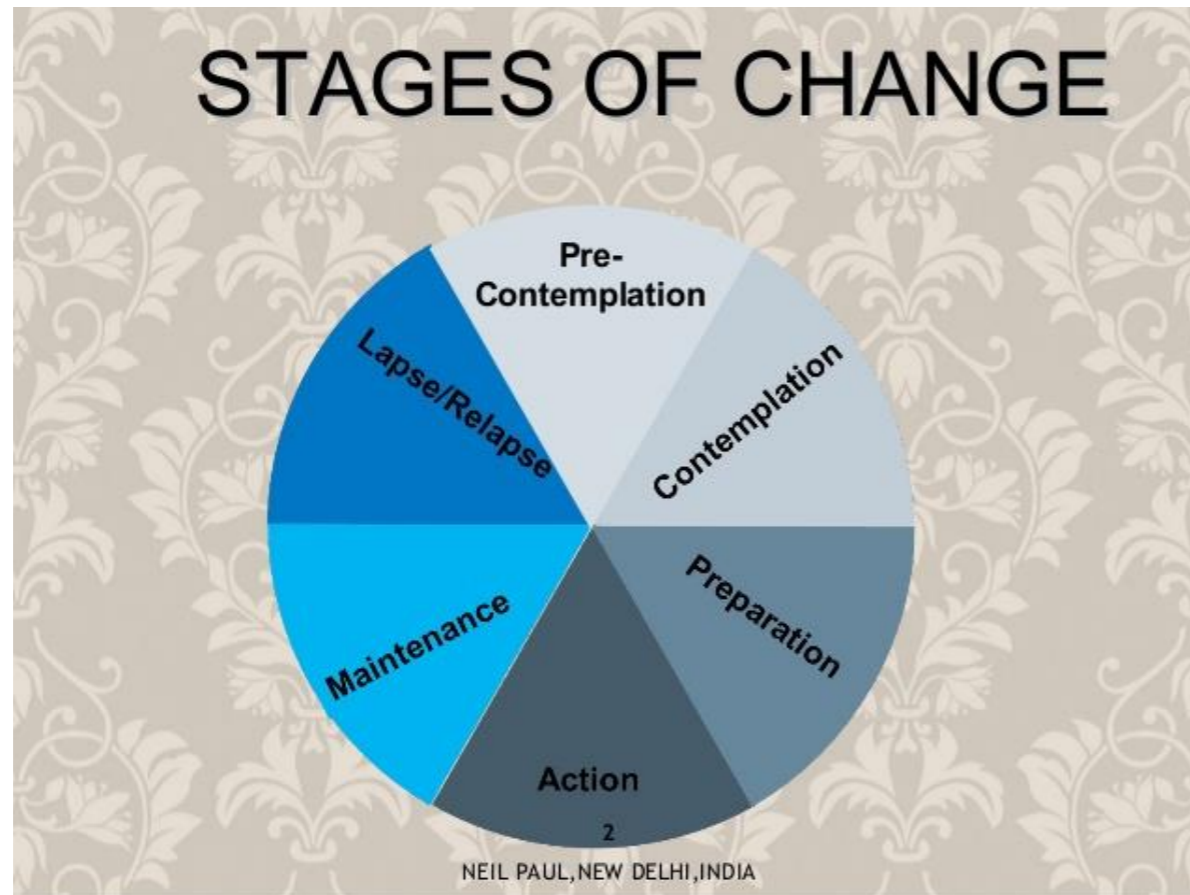 STAGES OF CHANGE
Pre-
Contemplation
Contemplation
Preparation
Action
Maintenance
Lapse/Relapse
2
NEIL PAUL,NEW DELHI,INDIA